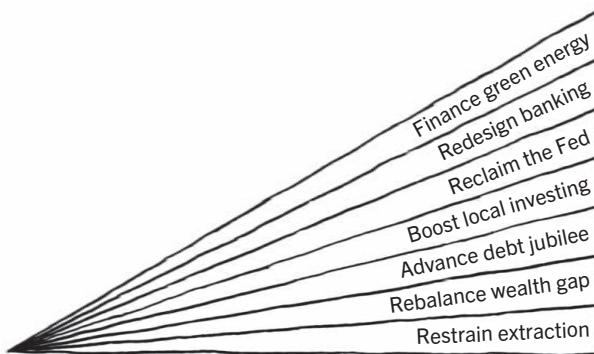 Finance green energy
Redesign banking
Reclaim the Fed
Boost local investing
Advance debt jubilee
Rebalance wealth gap
Restrain extraction